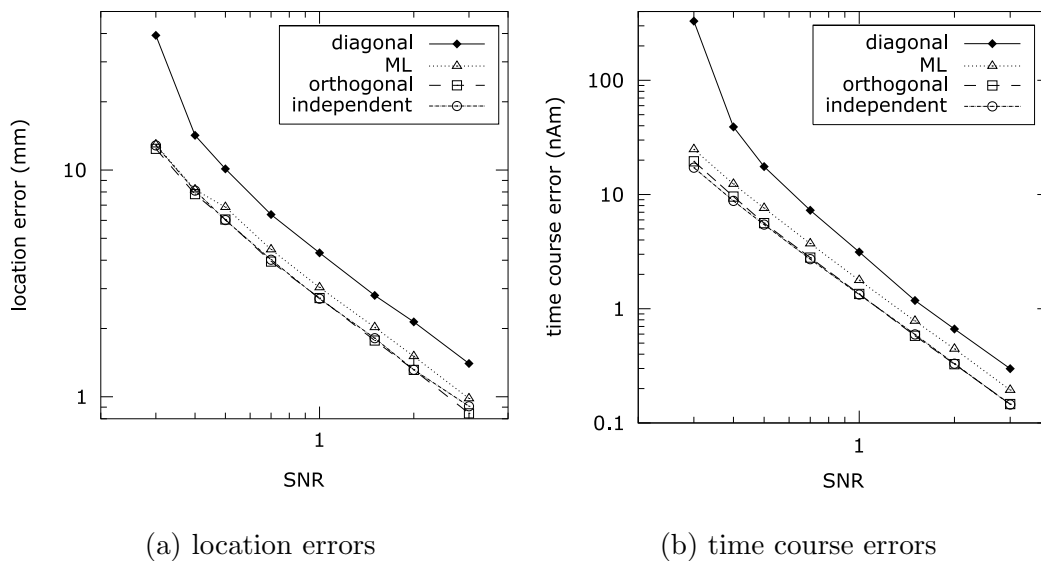 diagonal
ML
orthogonal
independent
10
1
location error (mm)
1
SNR
(a) location errors
diagonal
ML
orthogonal
independent
100
10
1
0.1
time course error (nAm)
1
SNR
(b) time course errors